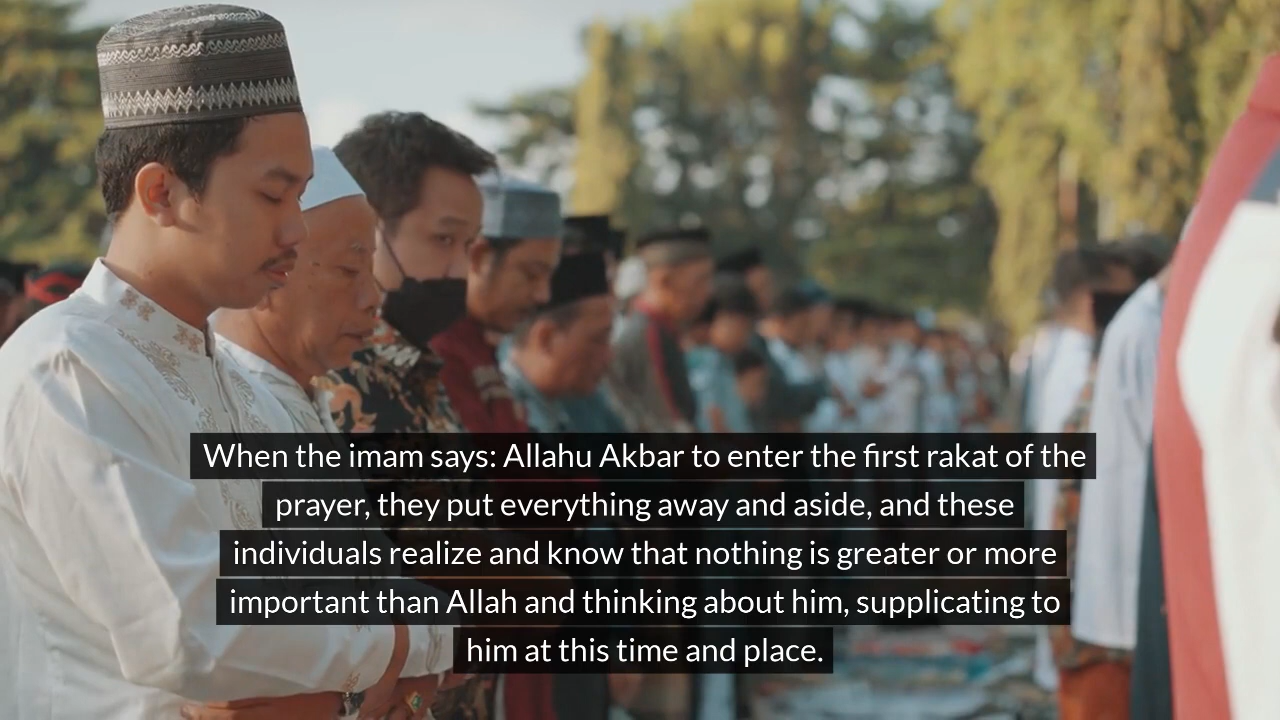 When the imam says: Allahu Akbar to enter the first rakat of the
prayer, they put everything away and aside, and these
individuals realize and know that nothing is greater or more
important than Allah and thinking about him, supplicating to
him at this time and place.